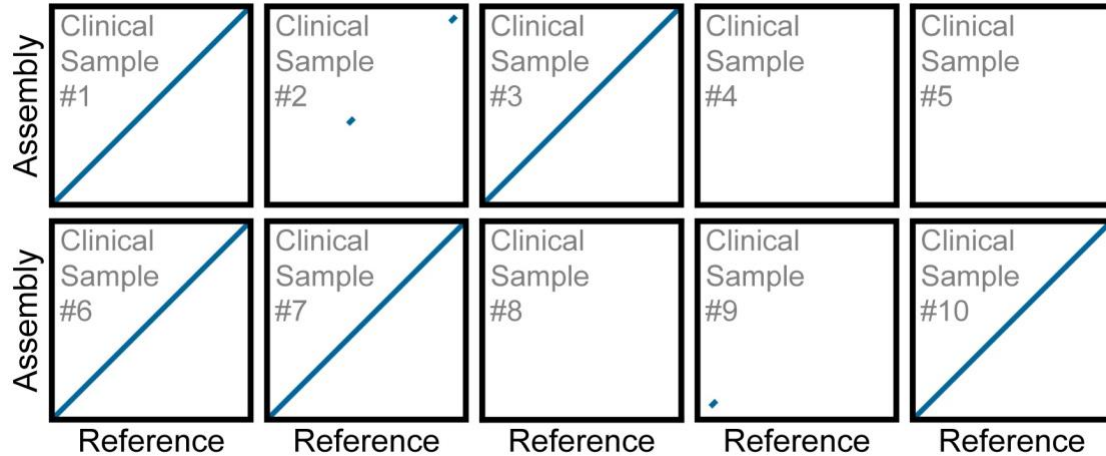 Assembly
Clinical
Sample
#1
Clinical
Sample
#2
Clinical
Sample
#3
Clinical
Sample
#4
Clinical
Sample
#5
Assembly
Clinical
Sample
#6
Clinical
Sample
#7
Clinical
Sample
#8
Clinical
Sample
#9
Clinical
Sample
#10
Reference
Reference
Reference
Reference
Reference